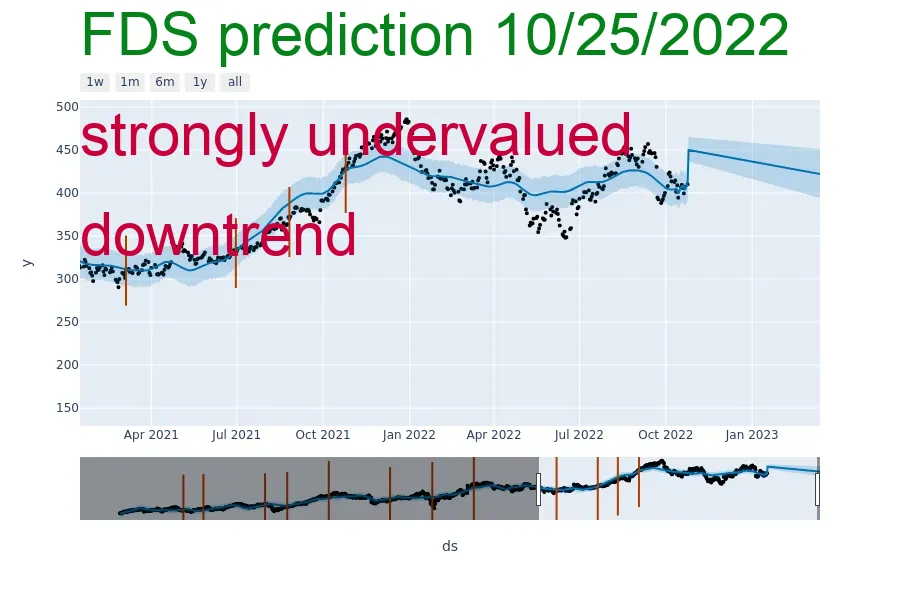 FDS prediction 10/25/2022
1w 1m 6m 1y all
strongly undervalued
downtrend
500
450
400
350
300
250
200
150
y
Apr 2021 Jul 2021 Oct 2021 Jan 2022 Apr 2022 Jul 2022 Oct 2022 Jan 2023
ds